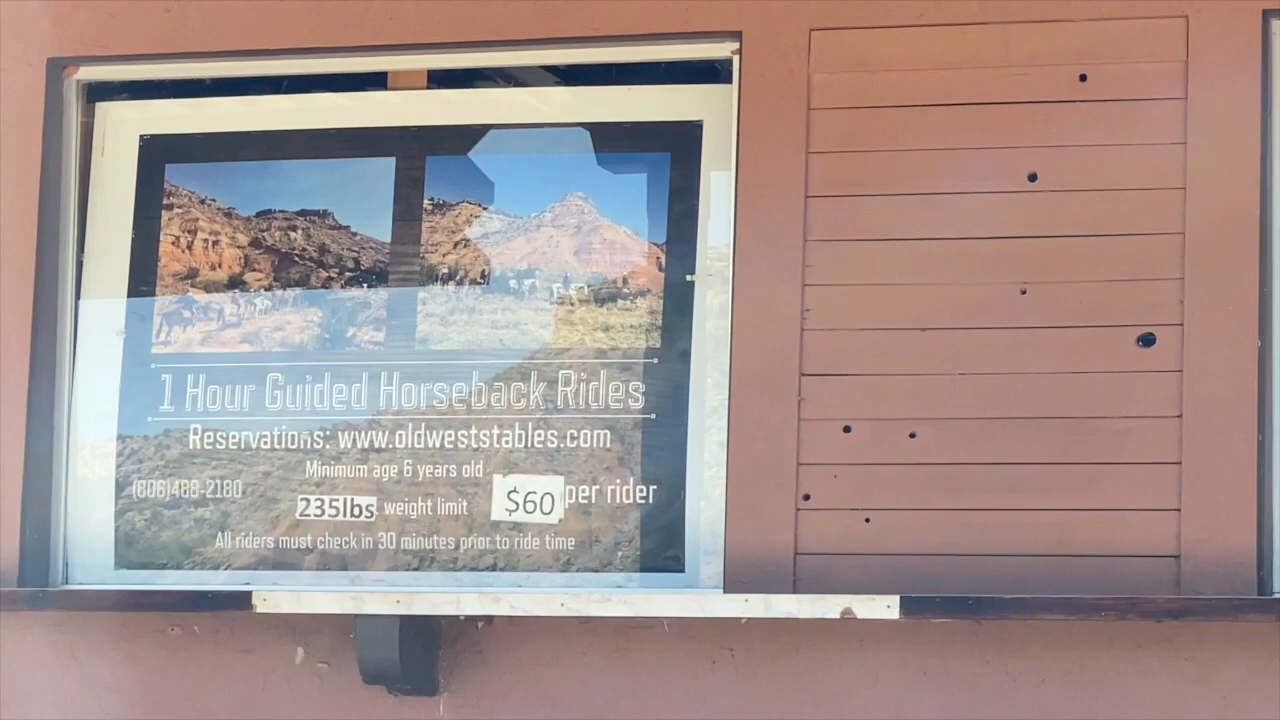 1 Hour Guided Horseback Rides
Reservations: www.oldweststables.com
Minimum age 6 years old
(806)488-2180
235lbs. weight limit
$60 per rider
All riders must check in 30 minutes prior to ride time